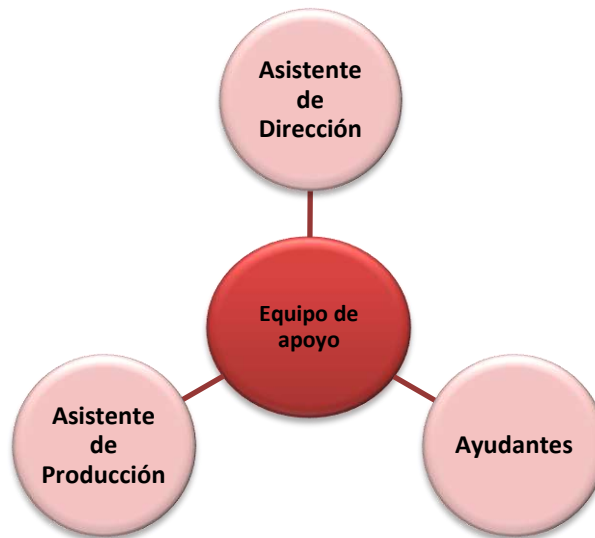 Asistente
de
Dirección
Equipo de
apoyo
Asistente
de
Producción
Ayudantes